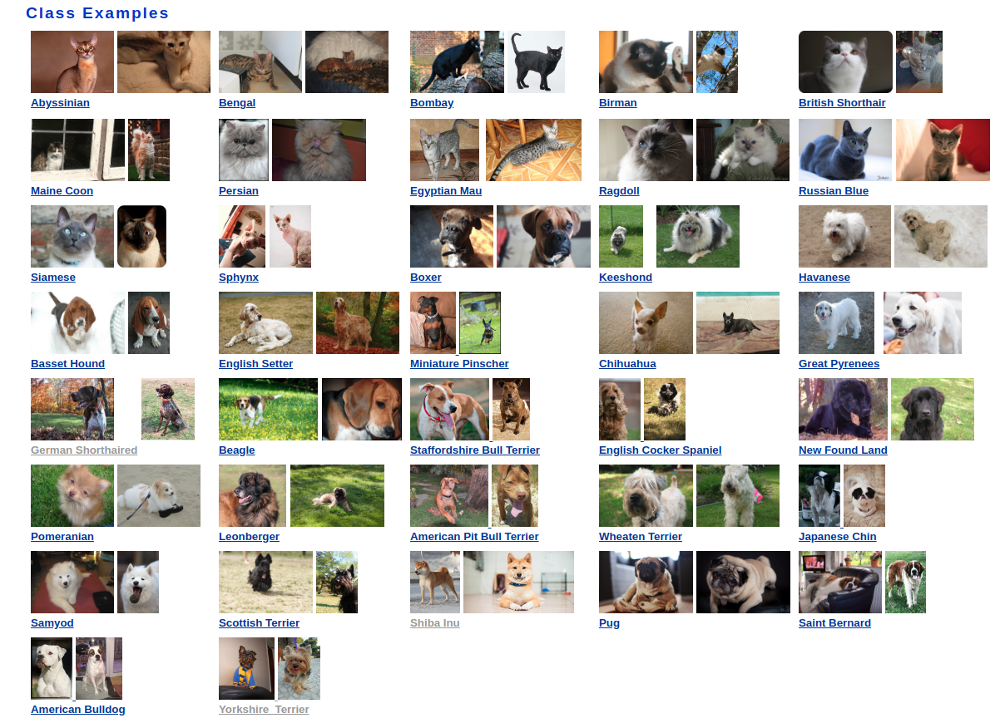 Class Examples
Abyssinian
Bengal
Bombay
Birman
British Shorthair
Maine Coon
Persian
Egyptian Mau
Ragdoll
Russian Blue
Siamese
Sphynx
Boxer
Keeshond
Havanese
Basset Hound
English Setter
Miniature Pinscher
Chihuahua
Great Pyrenees
German Shorthaired
Beagle
Staffordshire Bull Terrier
English Cocker Spaniel
New Found Land
Pomeranian
Leonberger
American Pit Bull Terrier
Wheaten Terrier
Japanese Chin
Samyod
Scottish Terrier
Shiba Inu
Pug
Saint Bernard
American Bulldog
Yorkshire Terrier